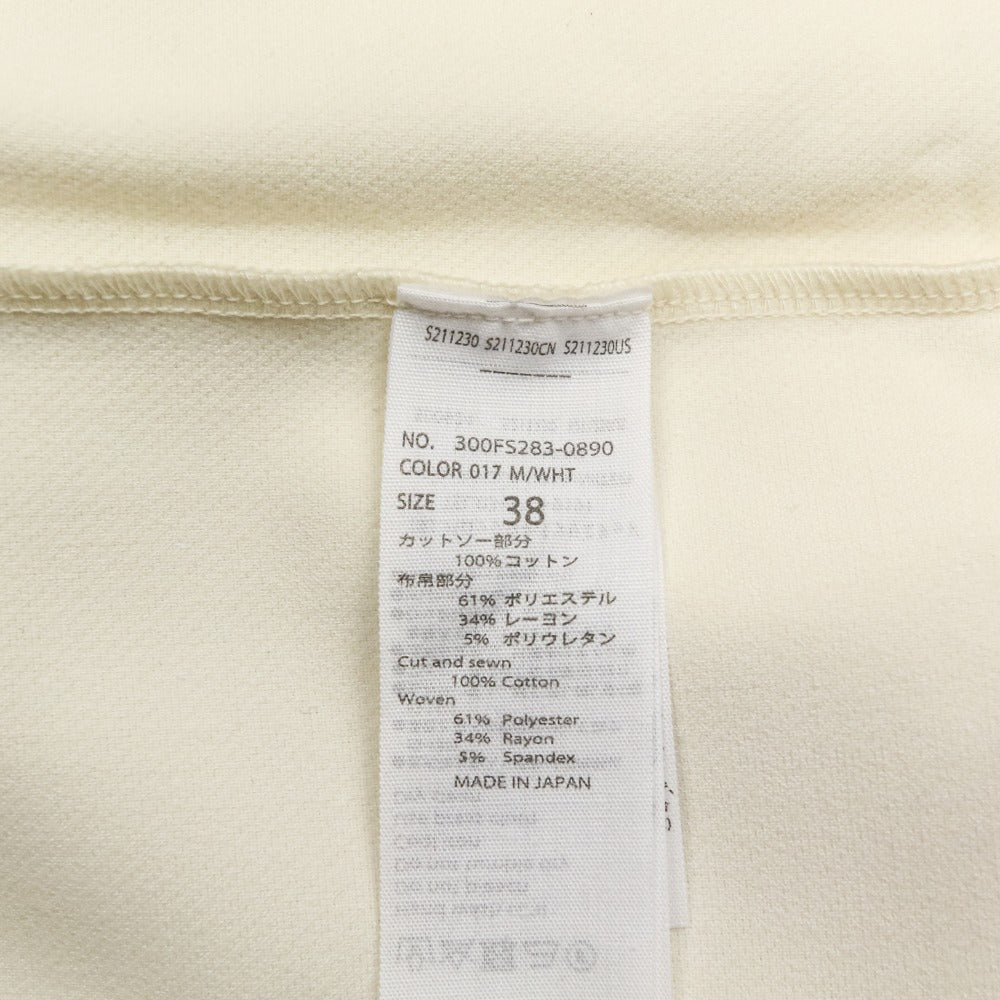 S211230 S211230CN S211230US
NO. 300FS283-0890
COLOR 017 M/WHT
SIZE 38
カットソー部分
100% コットン
布帛部分
61% ポリエステル
34% レーヨン
5% ポリウレタン
Cut and sewn
100% Cotton
Woven
61% Polyester
34% Rayon
5% Spandex
MADE IN JAPAN